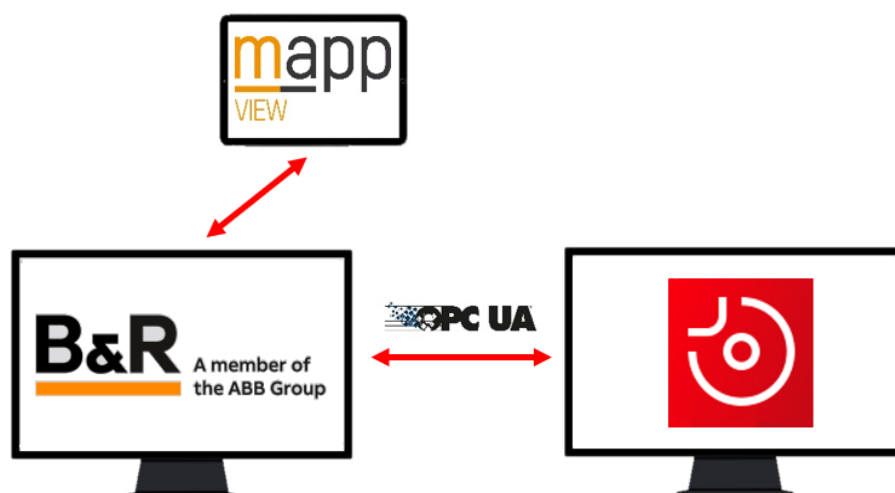 mapp
VIEW
B&R
A member of
the ABB Group
OPC UA